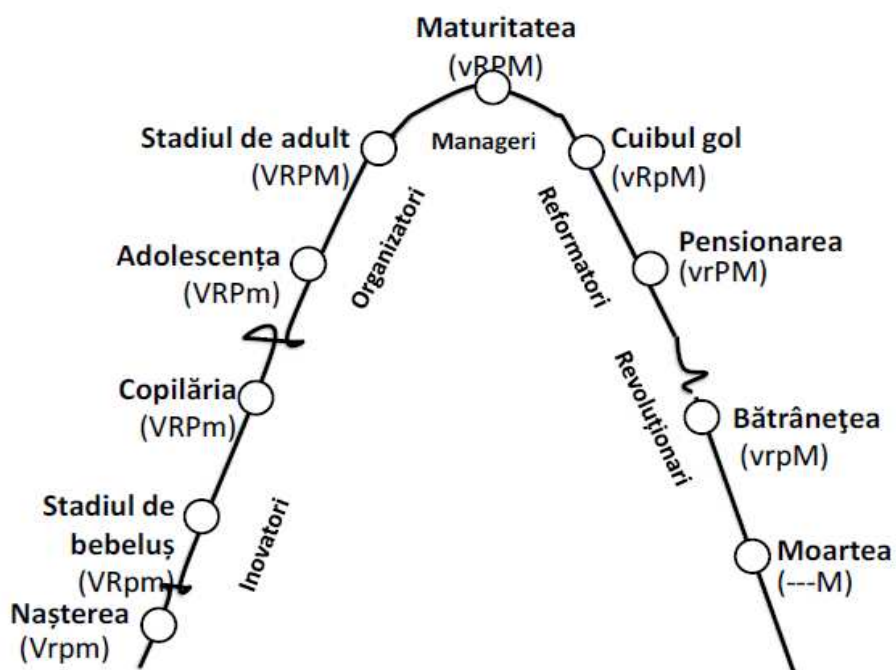 Maturitatea
(vRPM)
Stadiul de adult
(VRPM)
Manageri
Cuibul gol
(vRpM)
Adolescența
(VRPm)
Organizatori
Reformatori
Pensionarea
(vrPM)
Copilăria
(VRPm)
Revoluționari
Bătrâneţea
(vrpM)
Stadiul de
bebeluș
(VRpm)
Inovatori
Moartea
(---M)
Nașterea
(Vrpm)